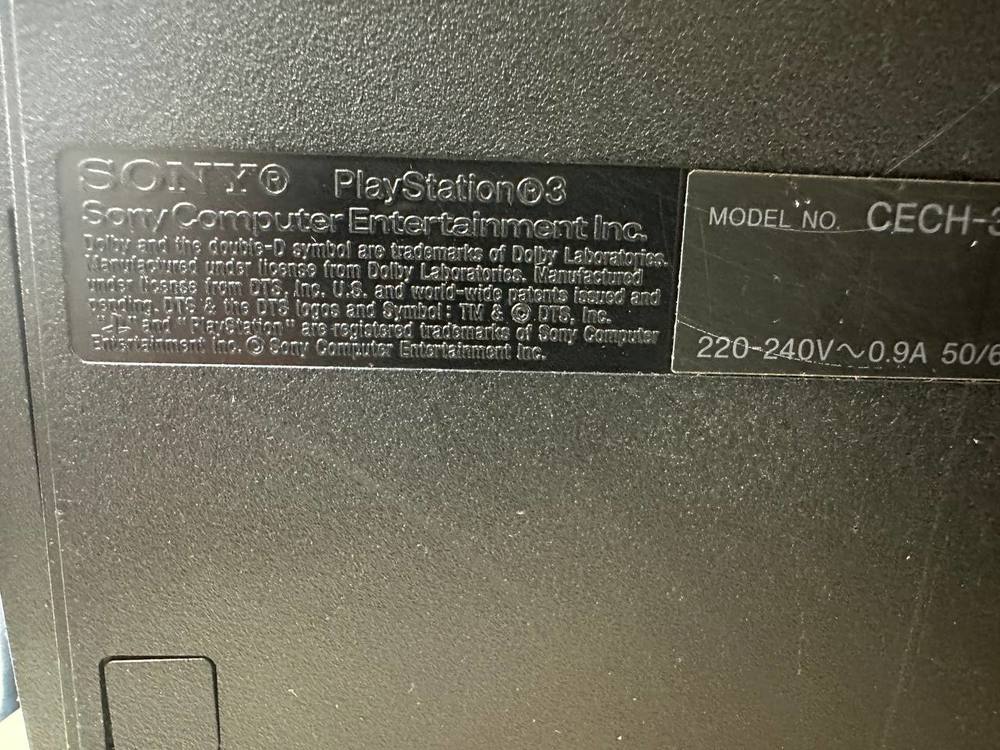 SONY® PlayStation®3
Sony Computer Entertainment Inc.
Dolby and the double-D symbol are trademarks of Dolby Laboratories.
Manufactured under license from Dolby Laboratories. Manufactured
under license from DTS, Inc. U.S. and world-wide patents issued and
pending. DTS & the DTS logos and Symbol: TM & © DTS, Inc.
and "PlayStation" are registered trademarks of Sony Computer
Entertainment Inc. © Sony Computer Entertainment Inc.
MODEL NO. CECH-3
220-240V～0.9A 50/6